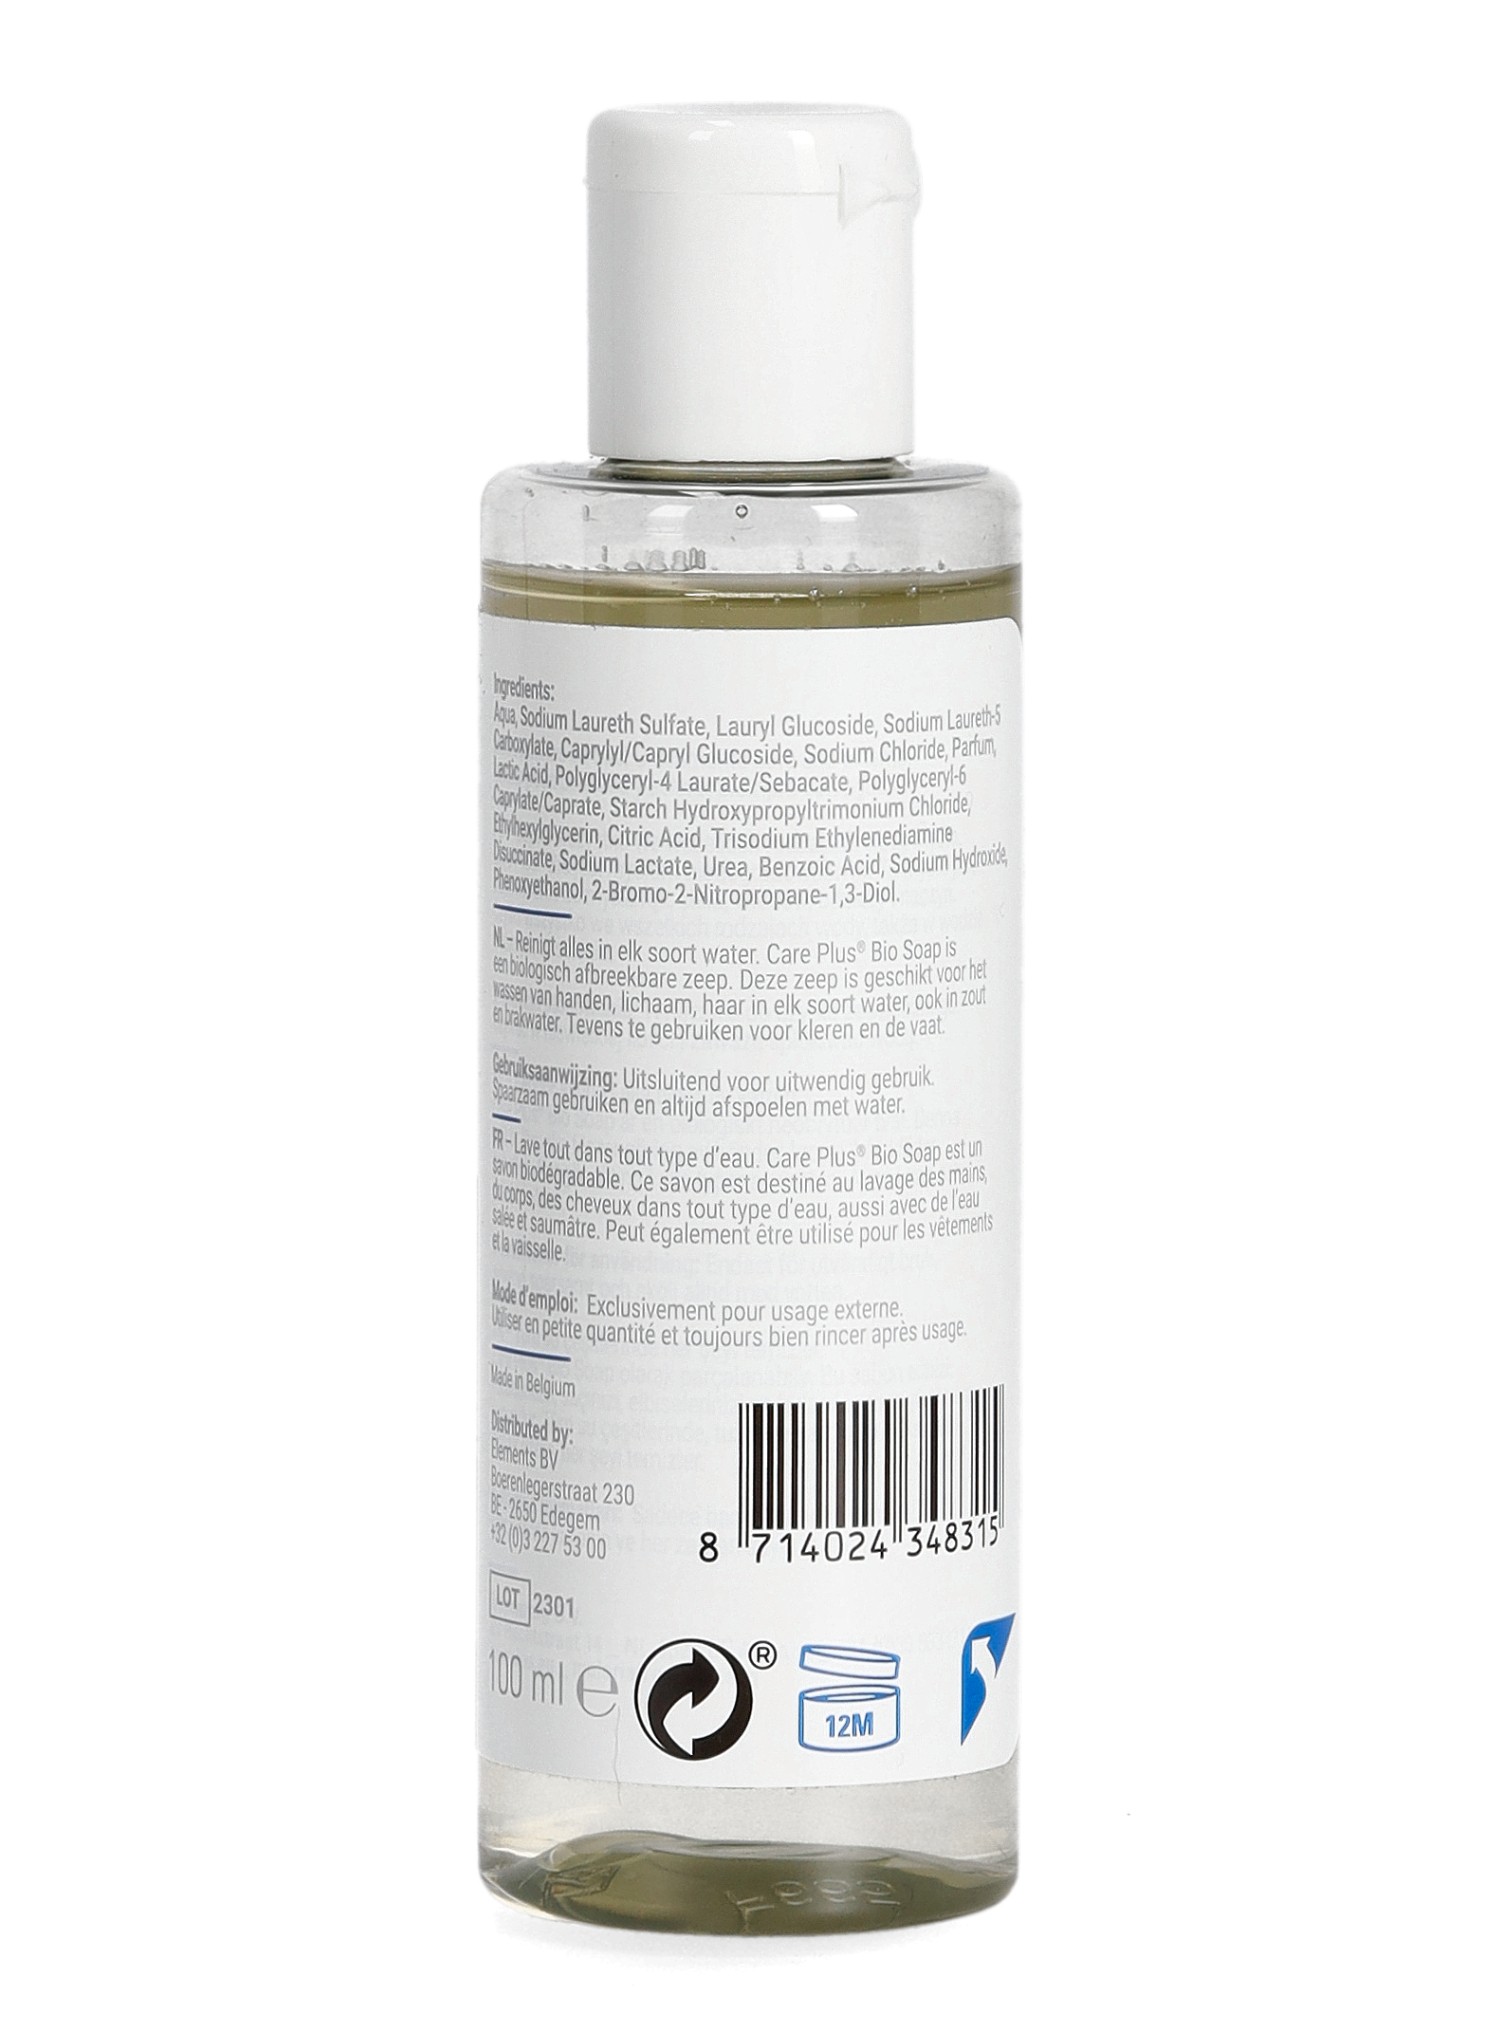 Ingredients:
Aqua, Sodium Laureth Sulfate, Lauryl Glucoside, Sodium Laureth-5
Carboxylate, Caprylyl/Capryl Glucoside, Sodium Chloride, Parfum,
Lactic Acid, Polyglyceryl-4 Laurate/Sebacate, Polyglyceryl-6
Caprylate/Caprate, Starch Hydroxypropyltrimonium Chloride,
Ethylhexylglycerin, Citric Acid, Trisodium Ethylenediamine
Disuccinate, Sodium Lactate, Urea, Benzoic Acid, Sodium Hydroxide,
Phenoxyethanol, 2-Bromo-2-Nitropropane-1,3-Diol.
NL – Reinigt alles in elk soort water. Care Plus® Bio Soap is
een biologisch afbreekbare zeep. Deze zeep is geschikt voor het
wassen van handen, lichaam, haar in elk soort water, ook in zout
en brakwater. Tevens te gebruiken voor kleren en de vaat.
Gebruiksaanwijzing: Uitsluitend voor uitwendig gebruik.
Spaarzaam gebruiken en altijd afspoelen met water.
FR – Lave tout dans tout type d'eau. Care Plus® Bio Soap est un
savon biodégradable. Ce savon est destiné au lavage des mains,
du corps, des cheveux dans tout type d'eau, aussi avec de l'eau
salée et saumâtre. Peut également être utilisé pour les vêtements
et la vaisselle.
Mode d'emploi: Exclusivement pour usage externe.
Utiliser en petite quantité et toujours bien rincer après usage.
Made in Belgium
Distributed by:
Elements BV
Boerenlegerstraat 230
BE - 2650 Edegem
+32 (0)3 227 53 00
8 714024 348315
LOT 2301
100 ml ℮
®
12M